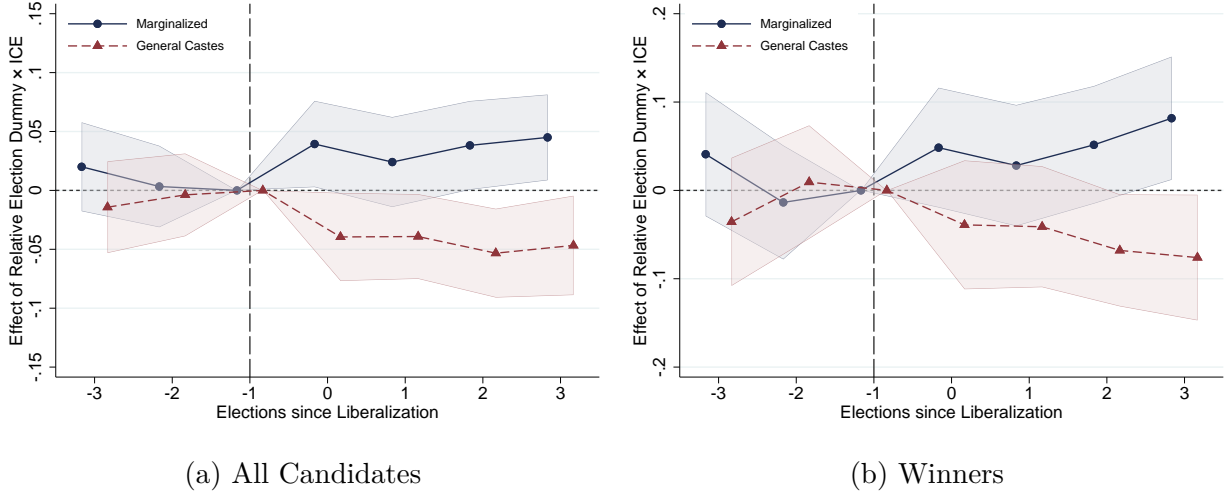 Effect of Relative Election Dummy × ICE
.15
.1
.05
0
-.05
-.1
-.15
Marginalized
General Castes
-3 -2 -1 0 1 2 3
Elections since Liberalization
(a) All Candidates
Effect of Relative Election Dummy × ICE
.2
.1
0
-.1
-.2
Marginalized
General Castes
-3 -2 -1 0 1 2 3
Elections since Liberalization
(b) Winners